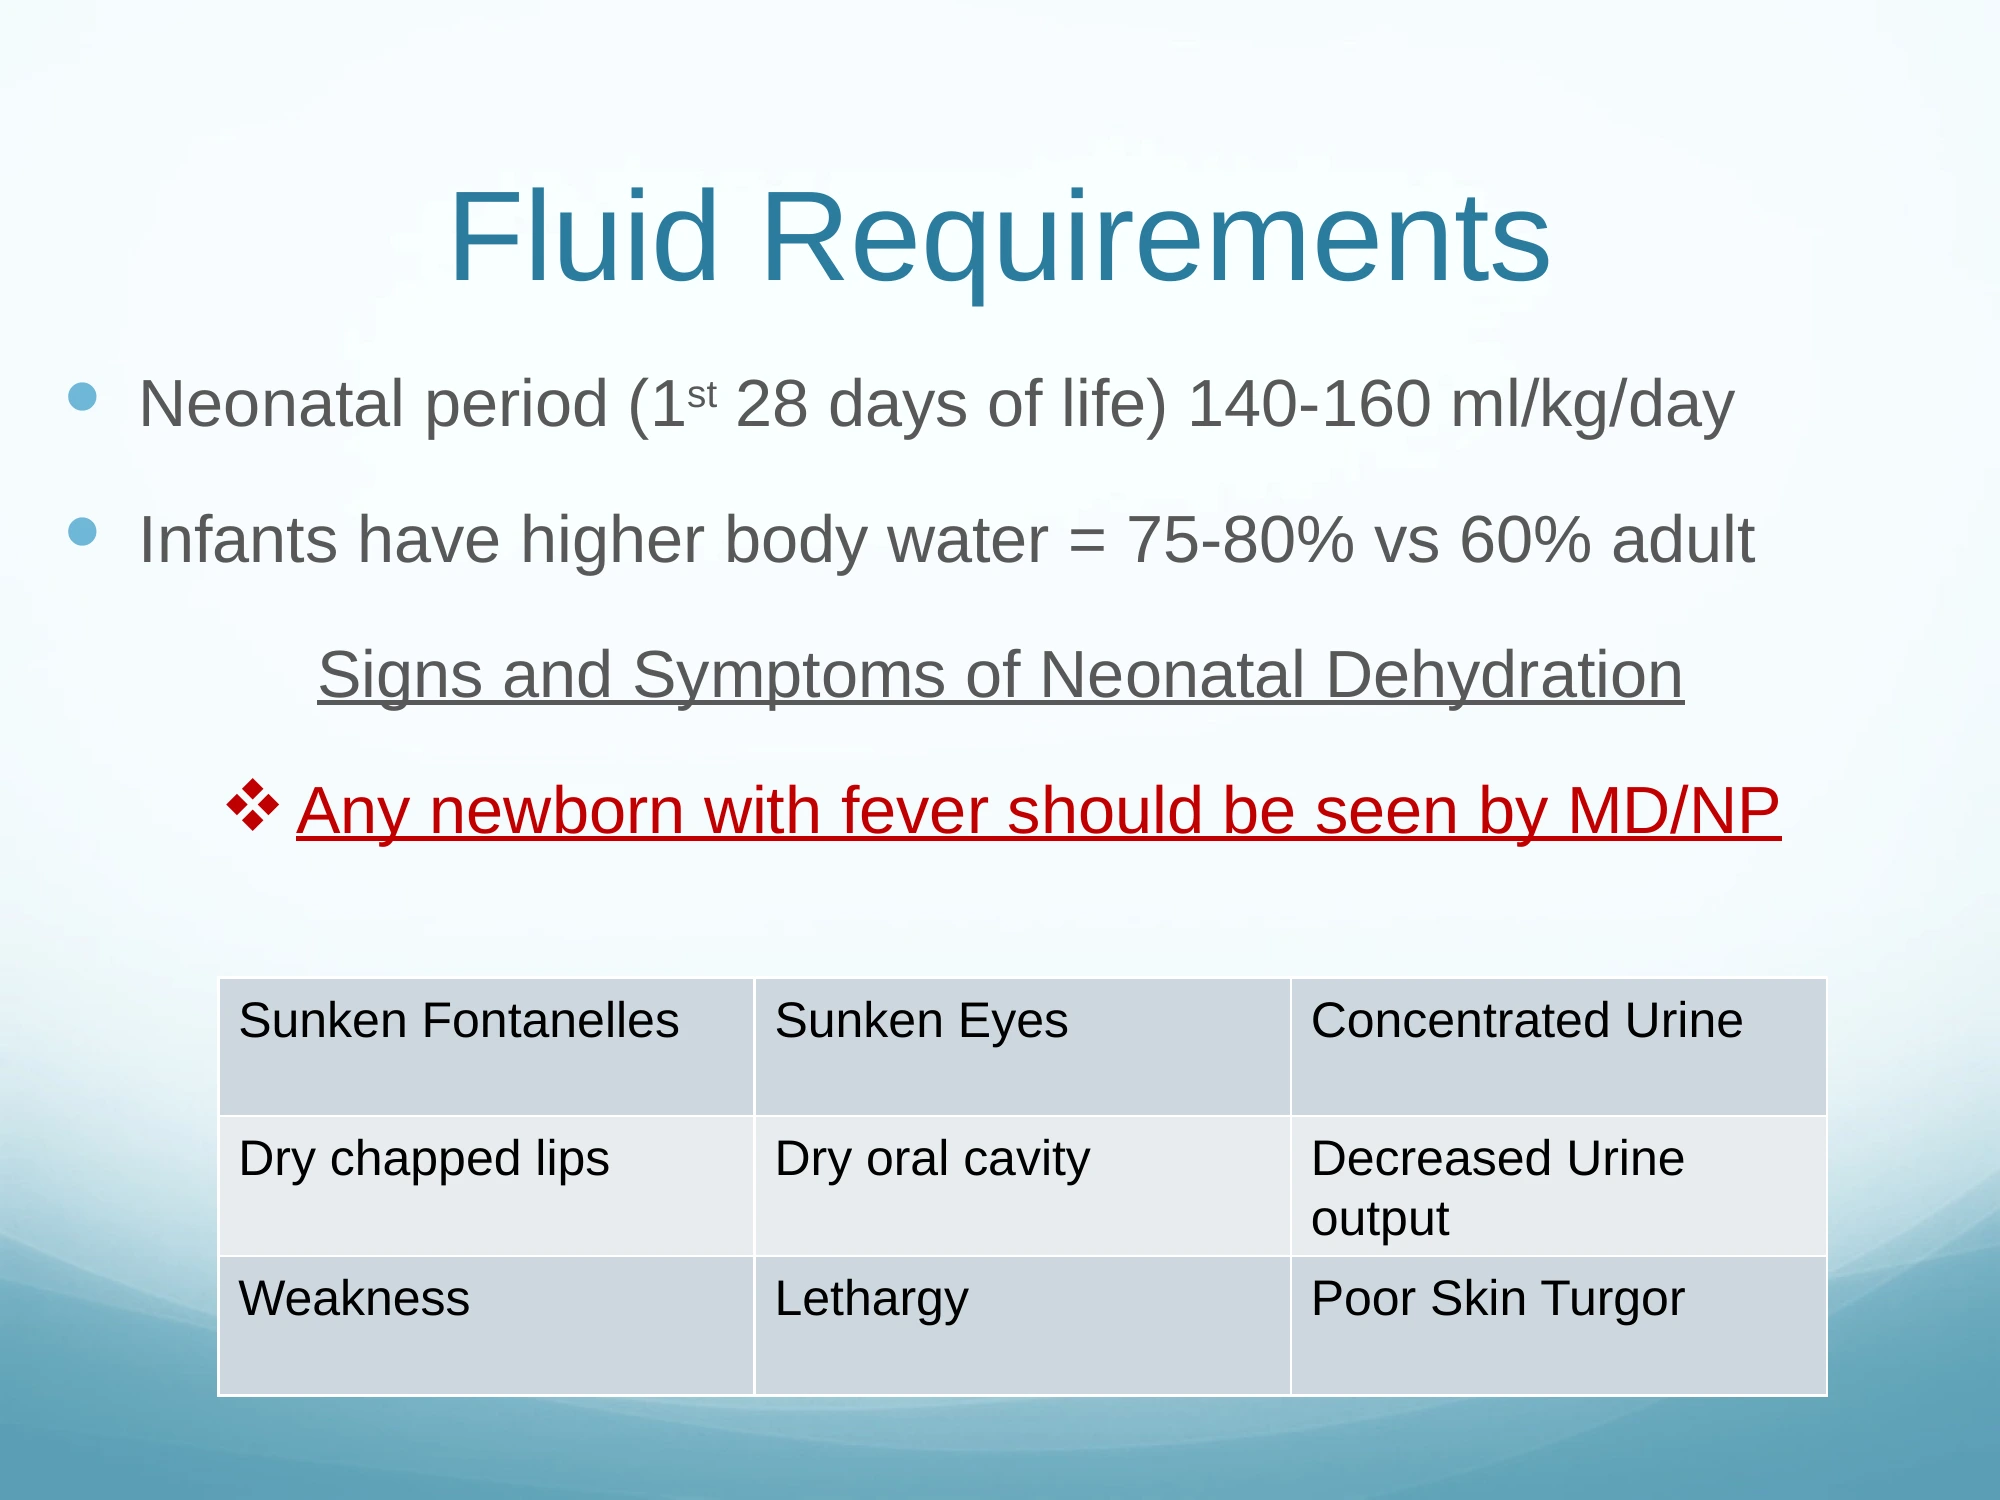 Fluid Requirements
• Neonatal period (1st 28 days of life) 140-160 ml/kg/day
• Infants have higher body water = 75-80% vs 60% adult
Signs and Symptoms of Neonatal Dehydration
❖ Any newborn with fever should be seen by MD/NP
Sunken Fontanelles
Sunken Eyes
Concentrated Urine
Dry chapped lips
Dry oral cavity
Decreased Urine
output
Weakness
Lethargy
Poor Skin Turgor